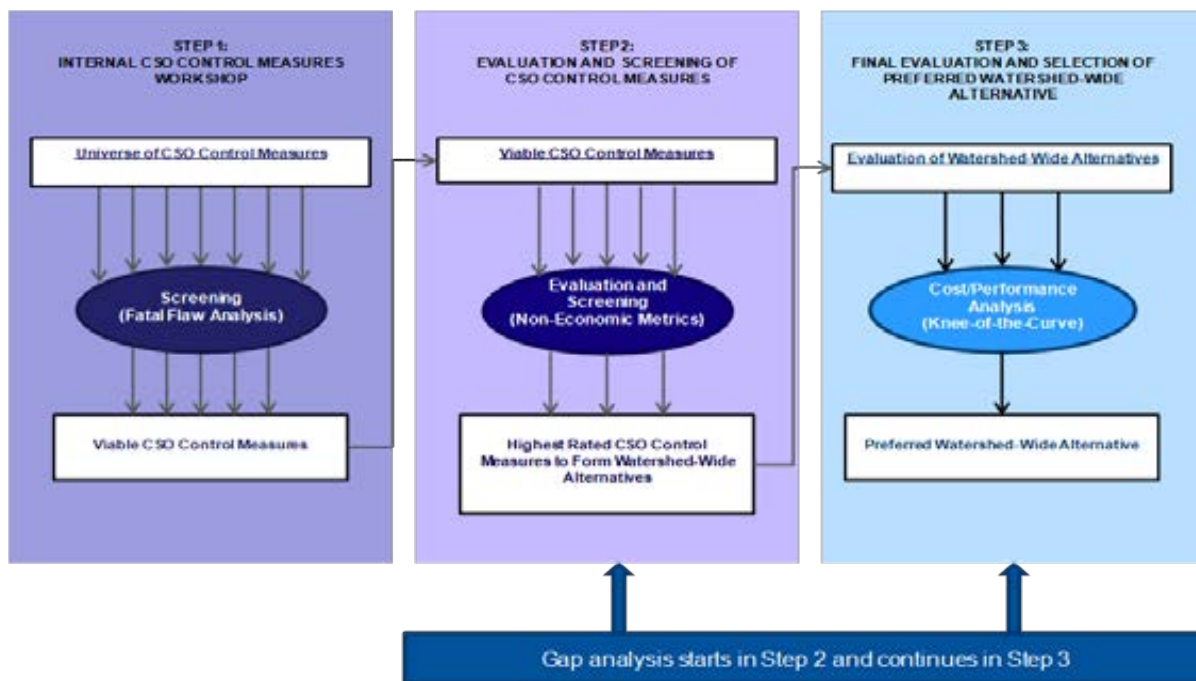 STEP 1:
INTERNAL CSO CONTROL MEASURES
WORKSHOP
Universe of CSO Control Measures
Screening
(Fatal Flaw Analysis)
Viable CSO Control Measures
STEP 2:
EVALUATION AND SCREENING OF
CSO CONTROL MEASURES
Viable CSO Control Measures
Evaluation and
Screening
(Non-Economic Metrics)
Highest Rated CSO Control
Measures to Form Watershed-Wide
Alternatives
STEP 3:
FINAL EVALUATION AND SELECTION OF
PREFERRED WATERSHED-WIDE
ALTERNATIVE
Evaluation of Watershed-Wide Alternatives
Cost/Performance
Analysis
(Knee-of-the-Curve)
Preferred Watershed-Wide Alternative
Gap analysis starts in Step 2 and continues in Step 3